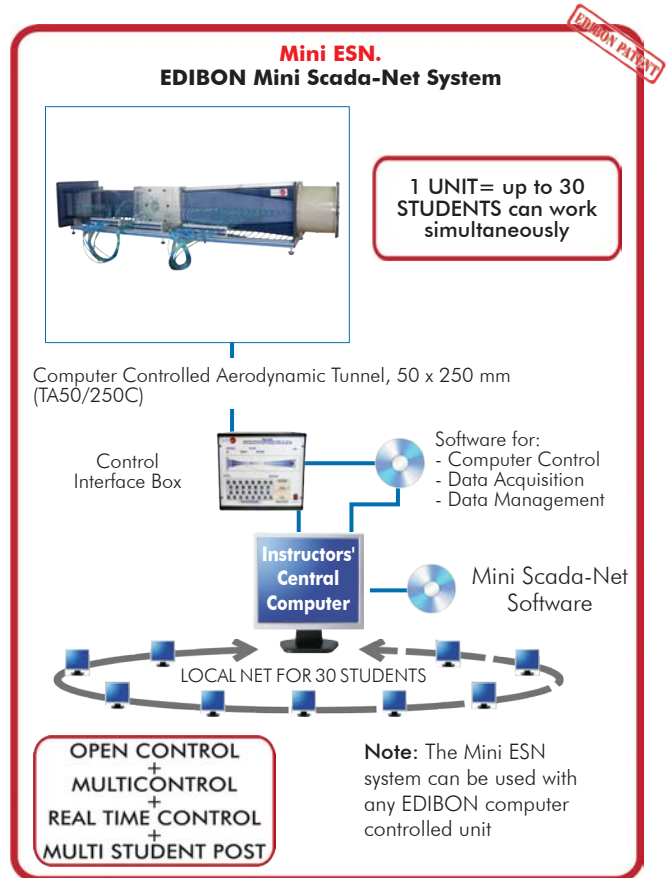 EDIBON PATENT
Mini ESN.
EDIBON Mini Scada-Net System
1 UNIT= up to 30
STUDENTS can work
simultaneously
Computer Controlled Aerodynamic Tunnel, 50 x 250 mm
(TA50/250C)
Control
Interface Box
Software for:
- Computer Control
- Data Acquisition
- Data Management
Instructors'
Central
Computer
Mini Scada-Net
Software
LOCAL NET FOR 30 STUDENTS
OPEN CONTROL
+
MULTICONTROL
+
REAL TIME CONTROL
+
MULTI STUDENT POST
Note: The Mini ESN
system can be used with
any EDIBON computer
controlled unit